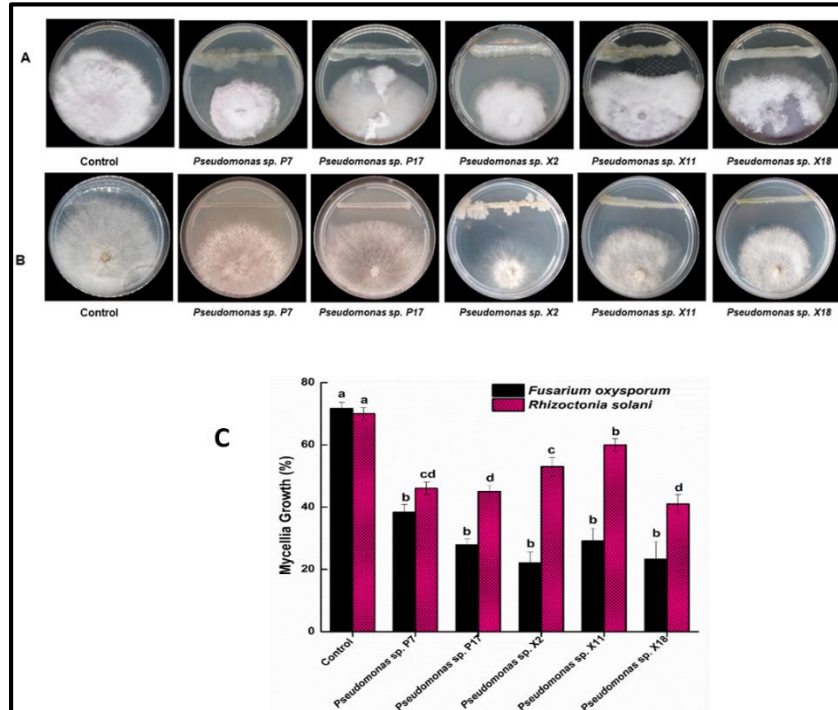 A
Control
Pseudomonas sp. P7
Pseudomonas sp. P17
Pseudomonas sp. X2
Pseudomonas sp. X11
Pseudomonas sp. X18
B
Control
Pseudomonas sp. P7
Pseudomonas sp. P17
Pseudomonas sp. X2
Pseudomonas sp. X11
Pseudomonas sp. X18
C
Fusarium oxysporum
Rhizoctonia solani
Mycellia Growth (%)
80
60
40
20
0
a a
b cd
b d
b c
b b
b d
Control
Pseudomonas sp. P7
Pseudomonas sp. P17
Pseudomonas sp. X2
Pseudomonas sp. X11
Pseudomonas sp. X18